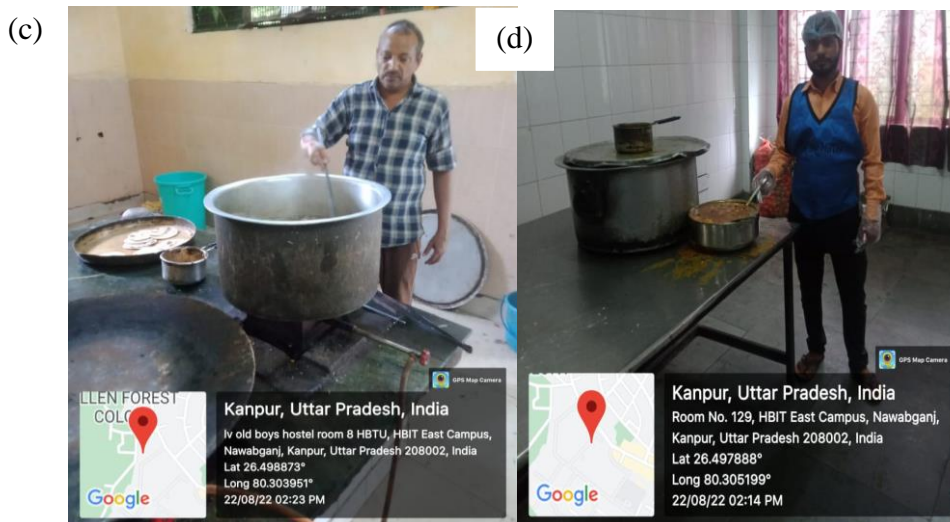 (c)
LLEN FOREST
COLO
Google
GPS Map Camera
Kanpur, Uttar Pradesh, India
Iv old boys hostel room 8 HBTU, HBIT East Campus,
Nawabganj, Kanpur, Uttar Pradesh 208002, India
Lat 26.498873°
Long 80.303951°
22/08/22 02:23 PM
(d)
Google
GPS Map Camera
Kanpur, Uttar Pradesh, India
Room No. 129, HBIT East Campus, Nawabganj,
Kanpur, Uttar Pradesh 208002, India
Lat 26.497888°
Long 80.305199°
22/08/22 02:14 PM